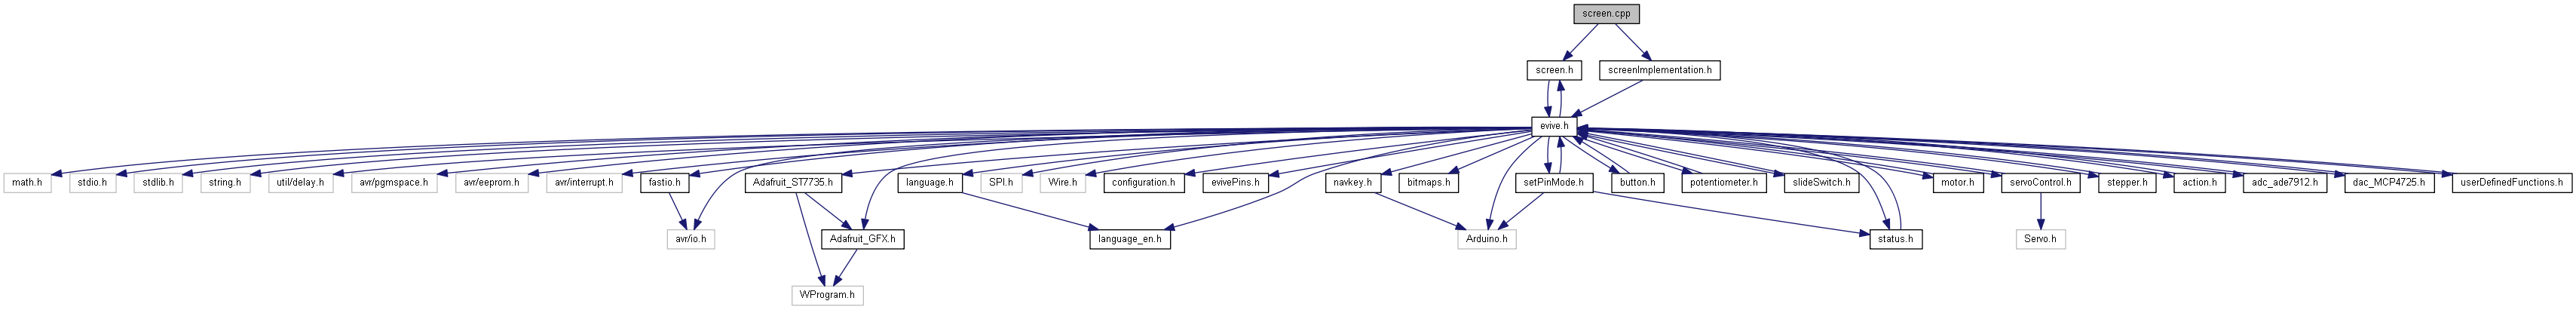 screen.cpp
screen.h
screenImplementation.h
evive.h
math.h
stdio.h
stdlib.h
string.h
util/delay.h
avr/pgmspace.h
avr/eeprom.h
avr/interrupt.h
fastio.h
Adafruit_ST7735.h
language.h
SPI.h
Wire.h
configuration.h
evivePins.h
navkey.h
bitmaps.h
setPinMode.h
button.h
potentiometer.h
slideSwitch.h
motor.h
servoControl.h
stepper.h
action.h
adc_ade7912.h
dac_MCP4725.h
userDefinedFunctions.h
avr/io.h
Adafruit_GFX.h
language_en.h
Arduino.h
status.h
Servo.h
WProgram.h